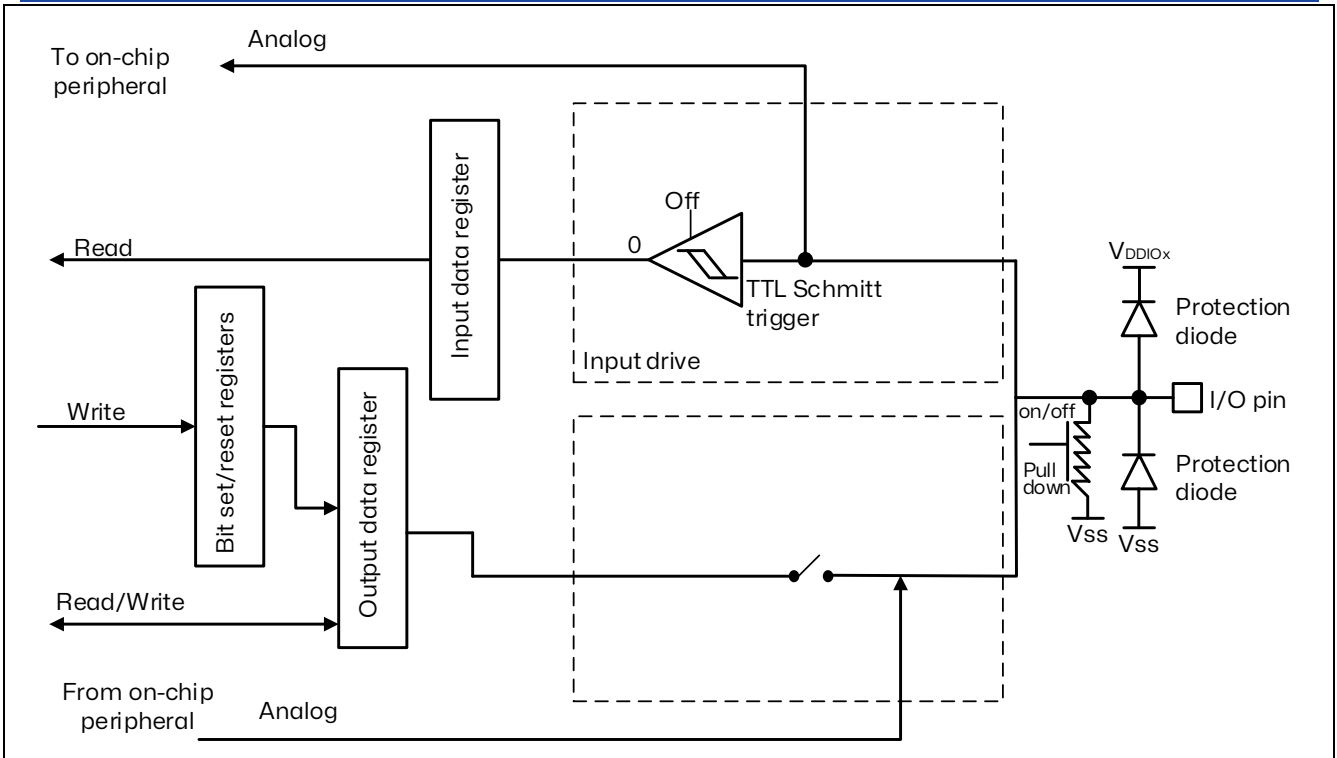 Analog
To on-chip
peripheral
Off
0
Read
Input data register
TTL Schmitt
trigger
Input drive
VDDIOx
Protection
diode
Bit set/reset registers
Write
Output data register
on/off
I/O pin
Pull
down
Protection
diode
Vss
Vss
Read/Write
From on-chip
peripheral
Analog